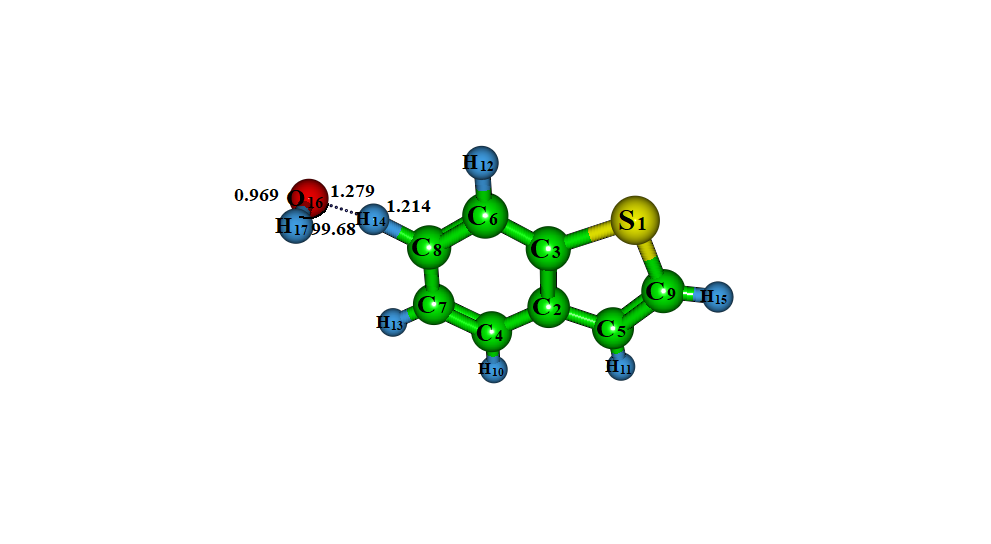 H12
0.969 O16 1.279 H14 1.214
H17 99.68
C6 S1
C8 C3
C7 C2 C9 H15
H13 C4 C5
H10 H11